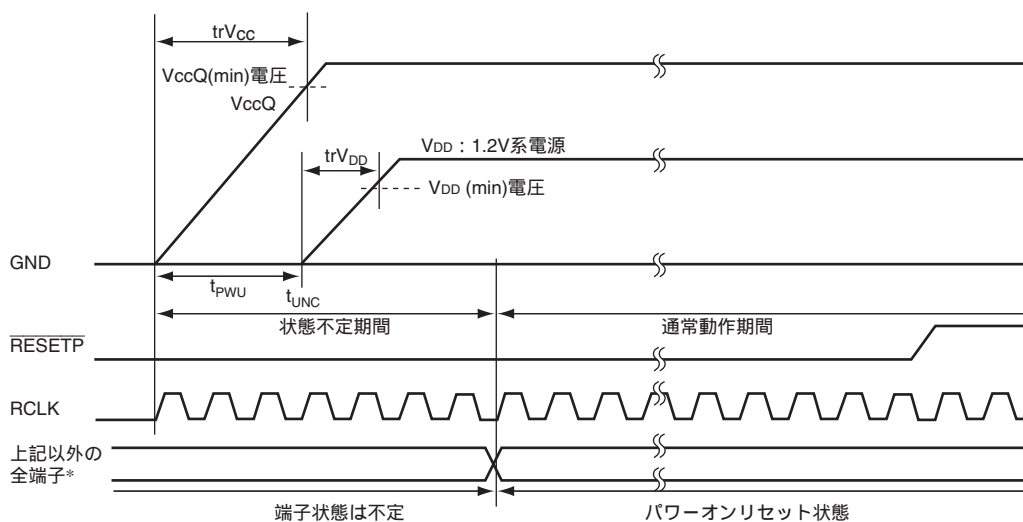 trVCC
VccQ(min)電圧
VccQ
trVDD
VDD：1.2V系電源
VDD (min)電圧
GND
tPWU
tUNC
状態不定期間
通常動作期間
RESETP
RCLK
上記以外の
全端子*
端子状態は不定
パワーオンリセット状態